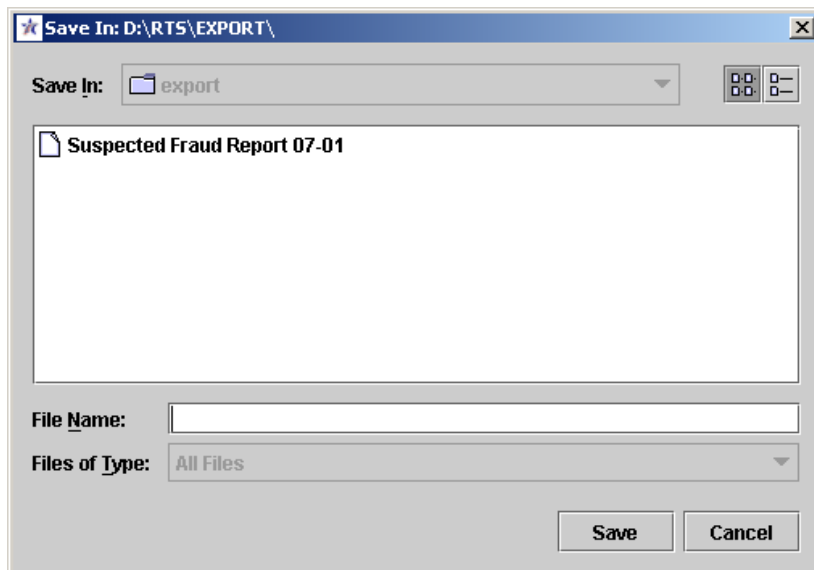 Save In: D:\RTS\EXPORT\
Save In: export
Suspected Fraud Report 07-01
File Name:
Files of Type: All Files
Save Cancel